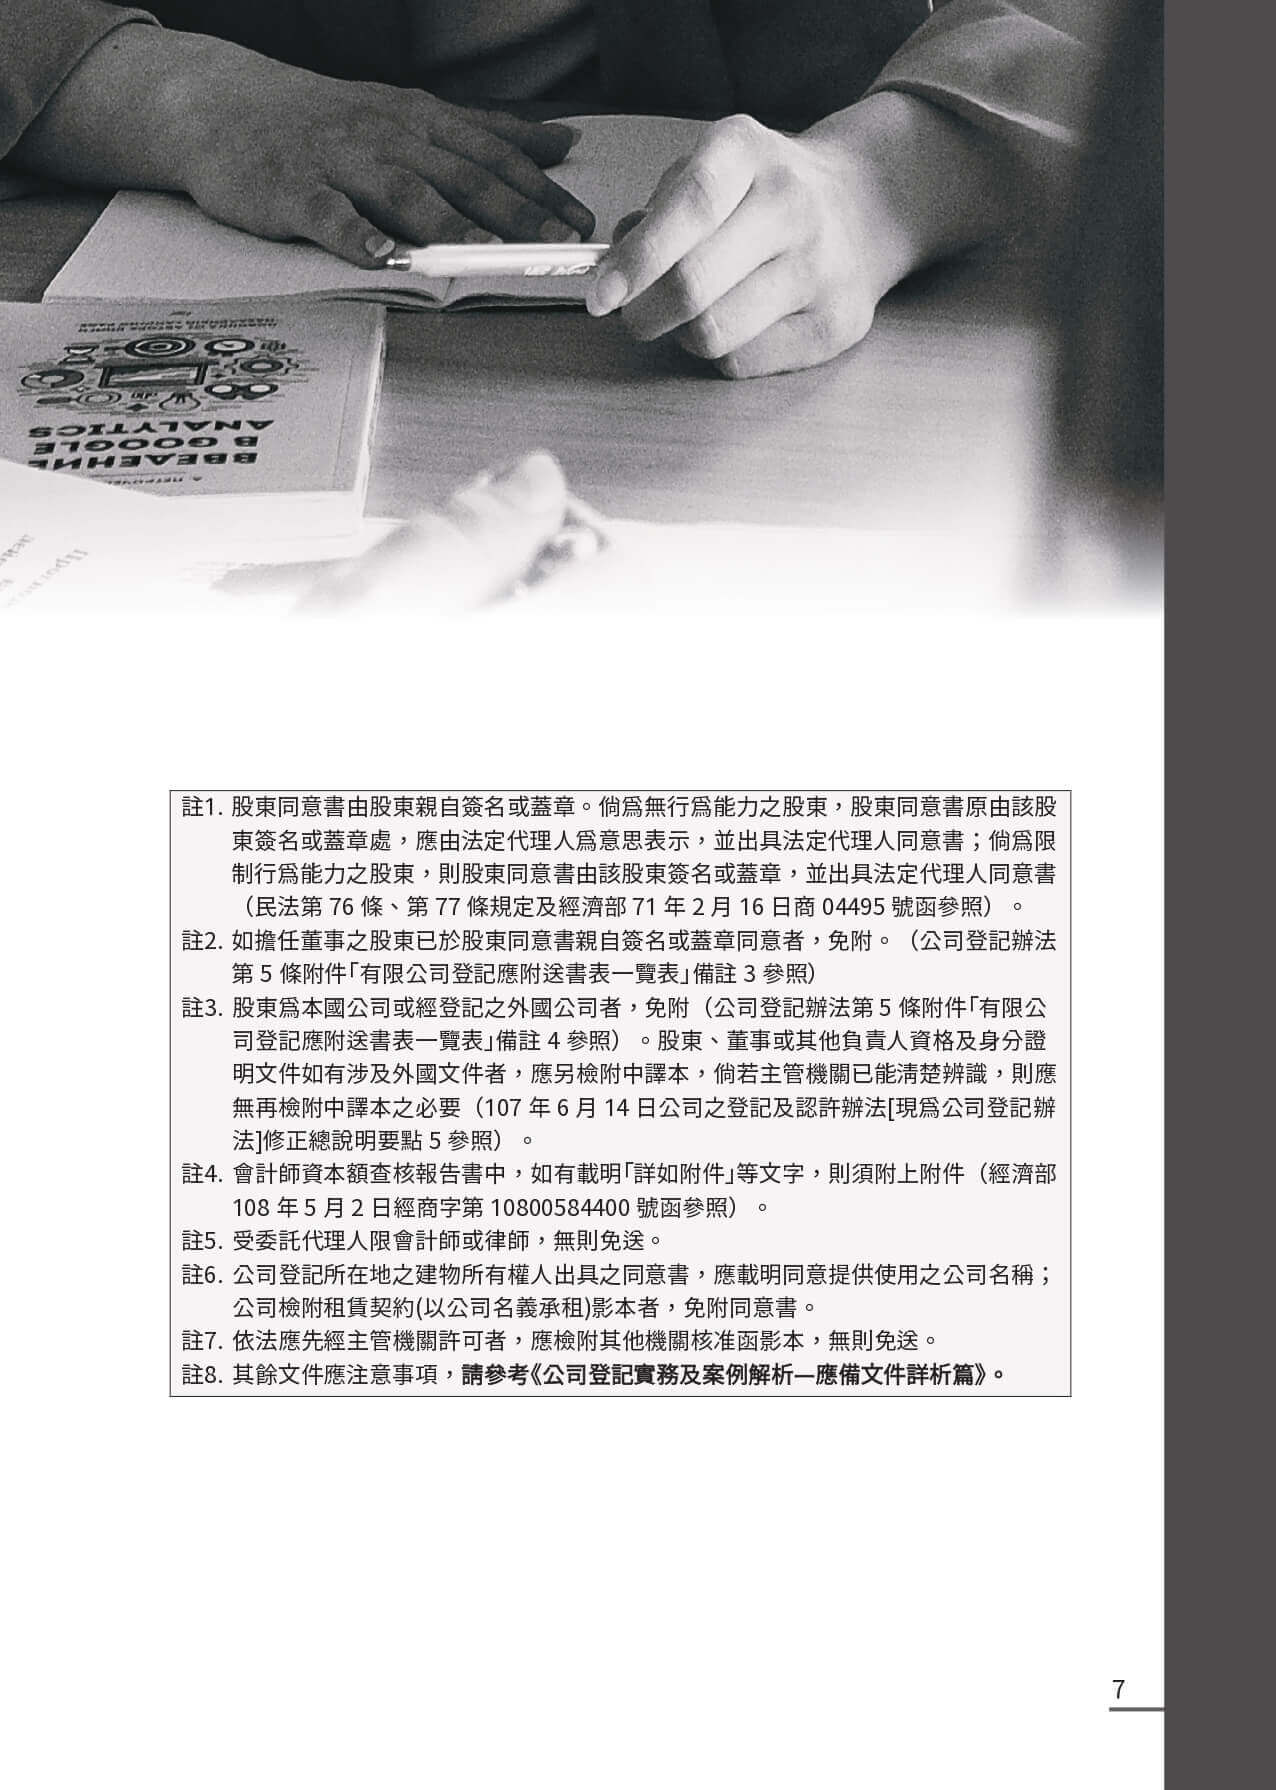 ANALYTICS
В GOOGLE
ВВЕДЕНИЕ
註1. 股東同意書由股東親自簽名或蓋章。倘爲無行爲能力之股東，股東同意書原由該股
東簽名或蓋章處，應由法定代理人爲意思表示，並出具法定代理人同意書；倘爲限
制行爲能力之股東，則股東同意書由該股東簽名或蓋章，並出具法定代理人同意書
（民法第 76 條、第 77 條規定及經濟部 71 年 2 月 16 日商 04495 號函參照）。
註2. 如擔任董事之股東已於股東同意書親自簽名或蓋章同意者，免附。（公司登記辦法
第 5 條附件｢有限公司登記應附送書表一覽表｣備註 3 參照）
註3. 股東爲本國公司或經登記之外國公司者，免附（公司登記辦法第 5 條附件｢有限公
司登記應附送書表一覽表｣備註 4 參照）。股東、董事或其他負責人資格及身分證
明文件如有涉及外國文件者，應另檢附中譯本，倘若主管機關已能淸楚辨識，則應
無再檢附中譯本之必要（107 年 6 月 14 日公司之登記及認許辦法[現爲公司登記辦
法]修正總說明要點 5 參照）。
註4. 會計師資本額查核報告書中，如有載明｢詳如附件｣等文字，則須附上附件（經濟部
108 年 5 月 2 日經商字第 10800584400 號函參照）。
註5. 受委託代理人限會計師或律師，無則免送。
註6. 公司登記所在地之建物所有權人出具之同意書，應載明同意提供使用之公司名稱；
公司檢附租賃契約(以公司名義承租)影本者，免附同意書。
註7. 依法應先經主管機關許可者，應檢附其他機關核准函影本，無則免送。
註8. 其餘文件應注意事項，請參考《公司登記實務及案例解析—應備文件詳析篇》。
7